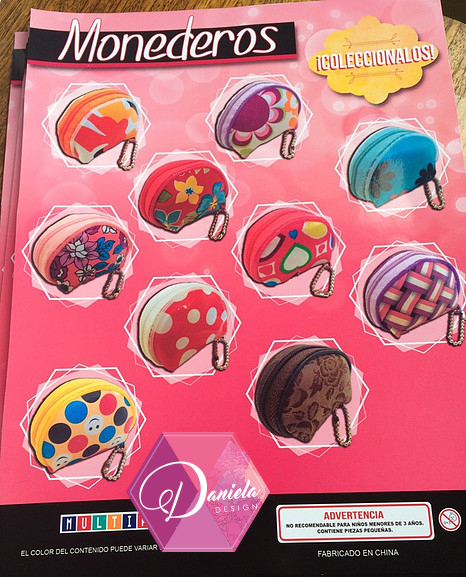 Monederos
¡COLECCIONALOS!
Daniela
DESIGN
MULTI
ADVERTENCIA
NO RECOMENDABLE PARA NIÑOS MENORES DE 3 AÑOS.
CONTIENE PIEZAS PEQUEÑAS.
EL COLOR DEL CONTENIDO PUEDE VARIAR
FABRICADO EN CHINA